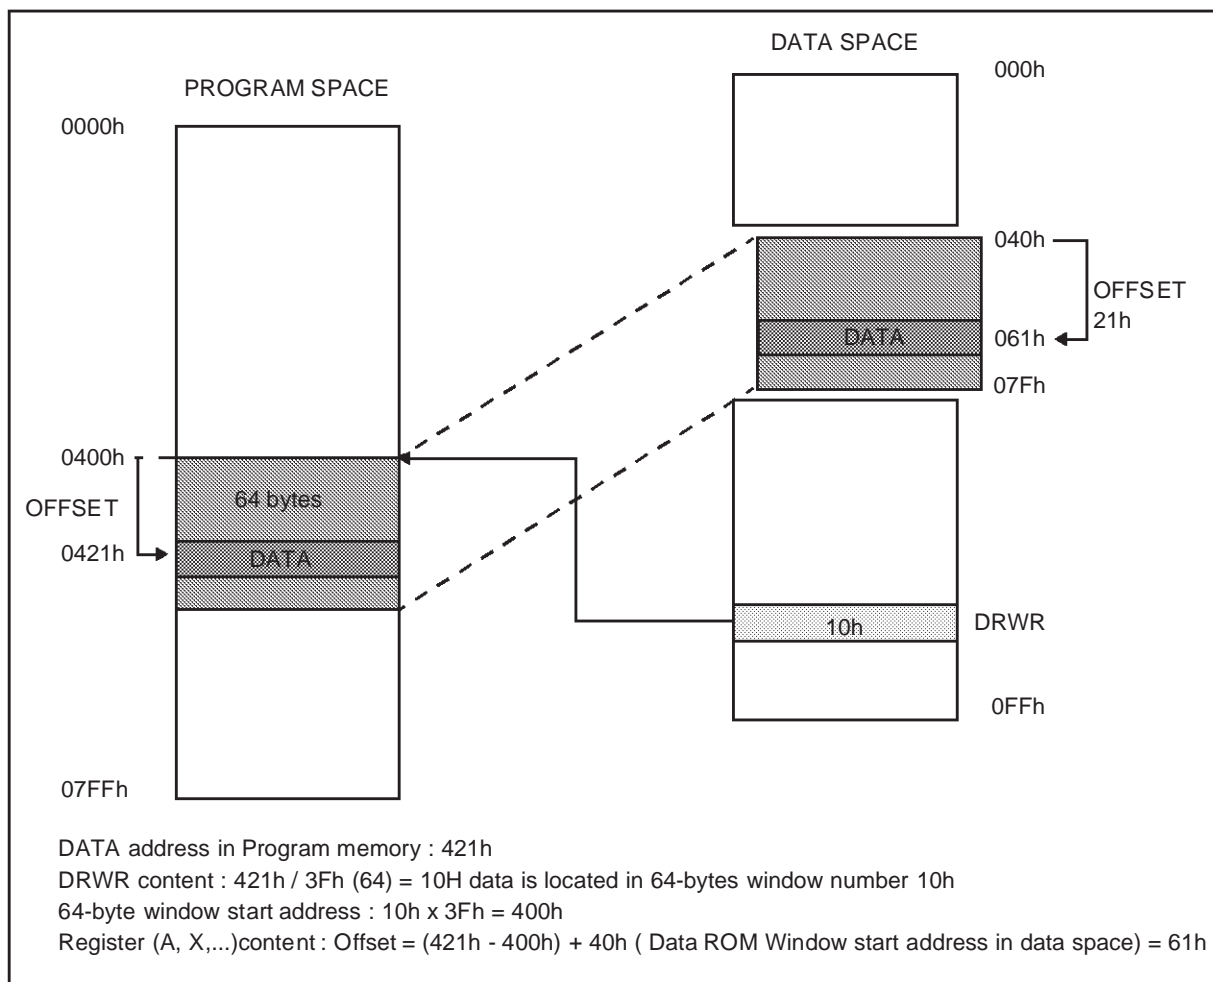 DATA SPACE
000h
PROGRAM SPACE
0000h
040h
OFFSET
21h
DATA
061h
07Fh
0400h
64 bytes
OFFSET
0421h
DATA
10h
DRWR
0FFh
07FFh
DATA address in Program memory : 421h
DRWR content : 421h / 3Fh (64) = 10H data is located in 64-bytes window number 10h
64-byte window start address : 10h x 3Fh = 400h
Register (A, X,...)content : Offset = (421h - 400h) + 40h ( Data ROM Window start address in data space) = 61h